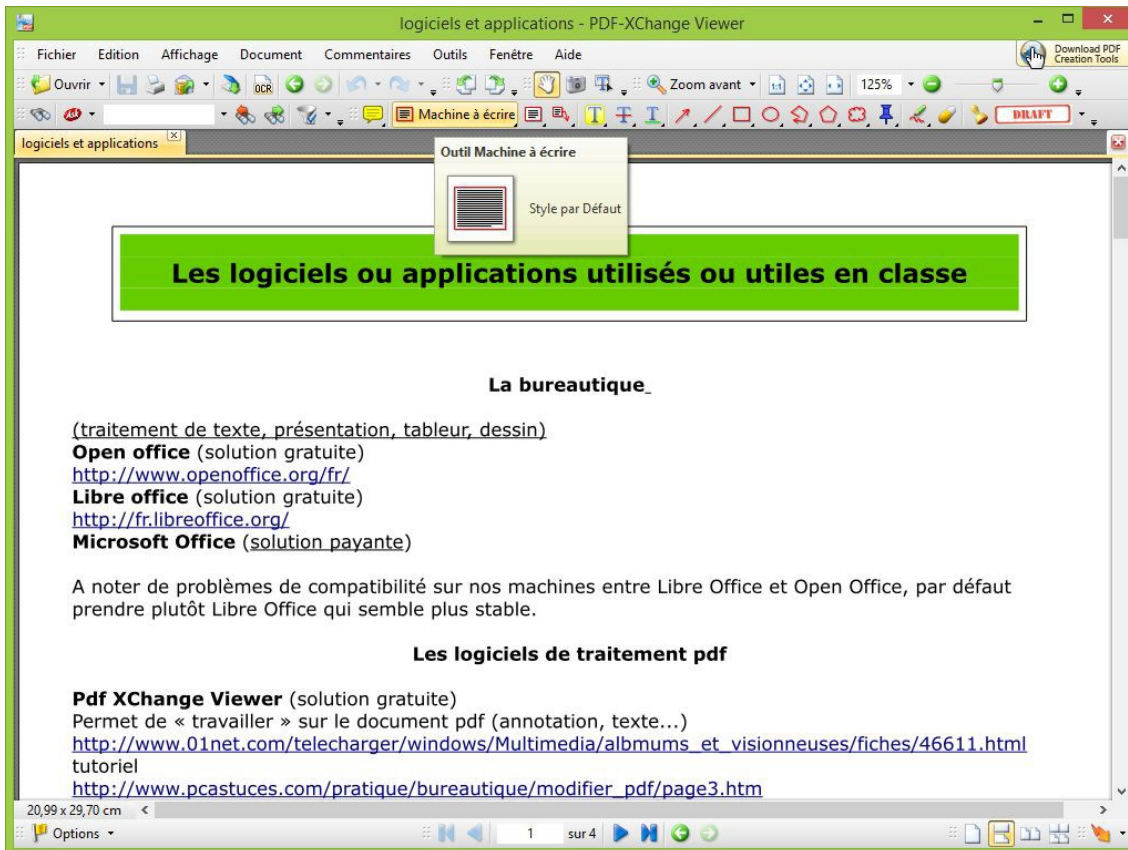 logiciels et applications - PDF-XChange Viewer
Fichier Edition Affichage Document Commentaires Outils Fenêtre Aide
Download PDF
Creation Tools
Ouvrir OCR Zoom avant 1:1 125%
Machine à écrire T T T DRAFT
logiciels et applications
Outil Machine à écrire
Style par Défaut
Les logiciels ou applications utilisés ou utiles en classe
La bureautique
(traitement de texte, présentation, tableur, dessin)
Open office (solution gratuite)
http://www.openoffice.org/fr/
Libre office (solution gratuite)
http://fr.libreoffice.org/
Microsoft Office (solution payante)
A noter de problèmes de compatibilité sur nos machines entre Libre Office et Open Office, par défaut
prendre plutôt Libre Office qui semble plus stable.
Les logiciels de traitement pdf
Pdf XChange Viewer (solution gratuite)
Permet de « travailler » sur le document pdf (annotation, texte...)
http://www.01net.com/telecharger/windows/Multimedia/albmums_et_visionneuses/fiches/46611.html
tutoriel
http://www.pcastuces.com/pratique/bureautique/modifier_pdf/page3.htm
20,99 x 29,70 cm
Options 1 sur 4